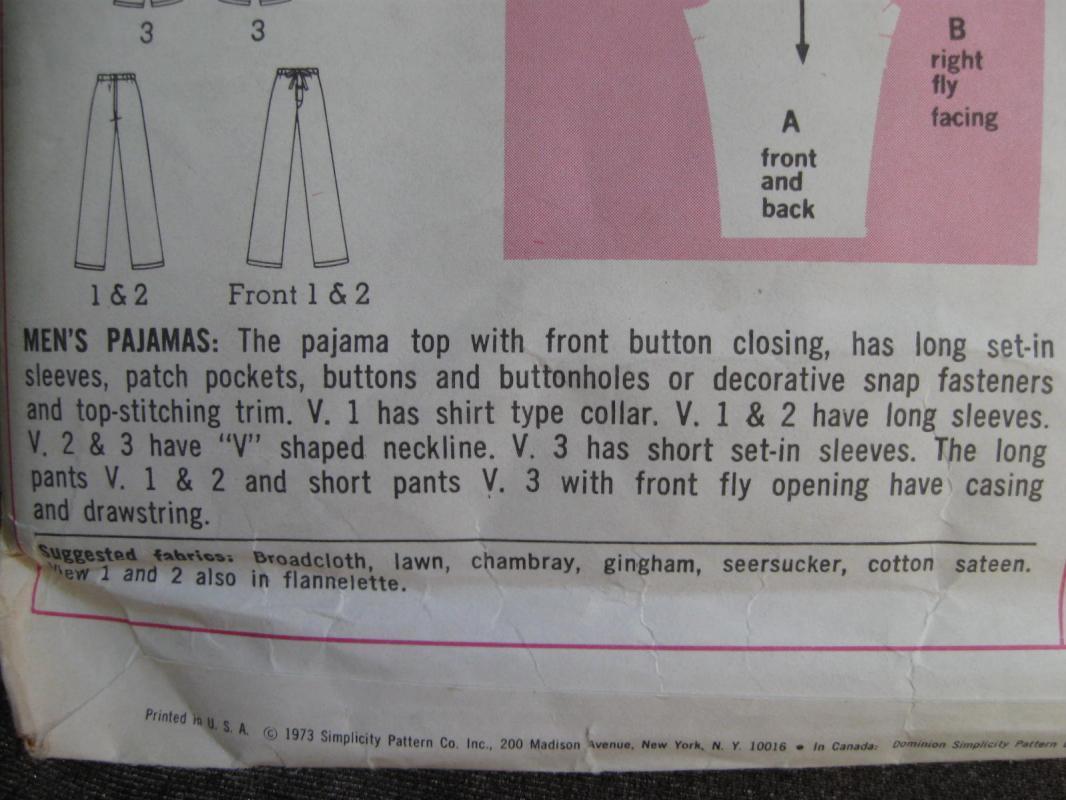 3 3
B
right
fly
facing
A
front
and
back
1 & 2 Front 1 & 2
MEN'S PAJAMAS: The pajama top with front button closing, has long set-in
sleeves, patch pockets, buttons and buttonholes or decorative snap fasteners
and top-stitching trim. V. 1 has shirt type collar. V. 1 & 2 have long sleeves.
V. 2 & 3 have "V" shaped neckline. V. 3 has short set-in sleeves. The long
pants V. 1 & 2 and short pants V. 3 with front fly opening have casing
and drawstring.
Suggested fabrics: Broadcloth, lawn, chambray, gingham, seersucker, cotton sateen.
View 1 and 2 also in flannelette.
Printed in U. S. A. © 1973 Simplicity Pattern Co. Inc., 200 Madison Avenue, New York, N. Y. 10016 • In Canada: Dominion Simplicity Pattern